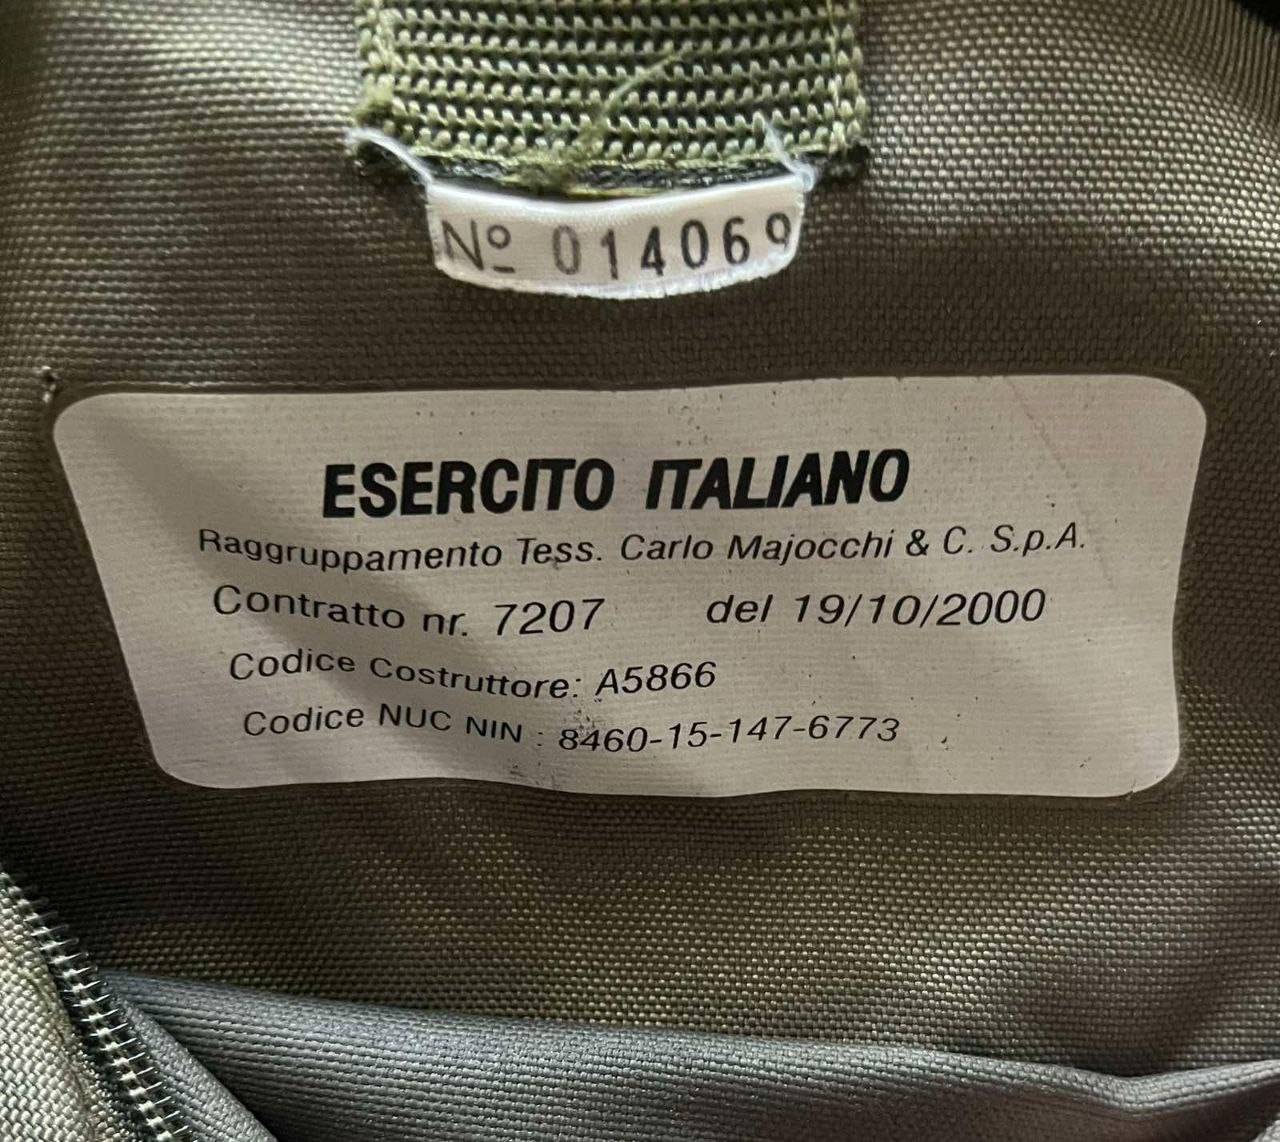 Nº 014069
ESERCITO ITALIANO
Raggruppamento Tess. Carlo Majocchi & C. S.p.A.
Contratto nr. 7207 del 19/10/2000
Codice Costruttore: A5866
Codice NUC NIN : 8460-15-147-6773